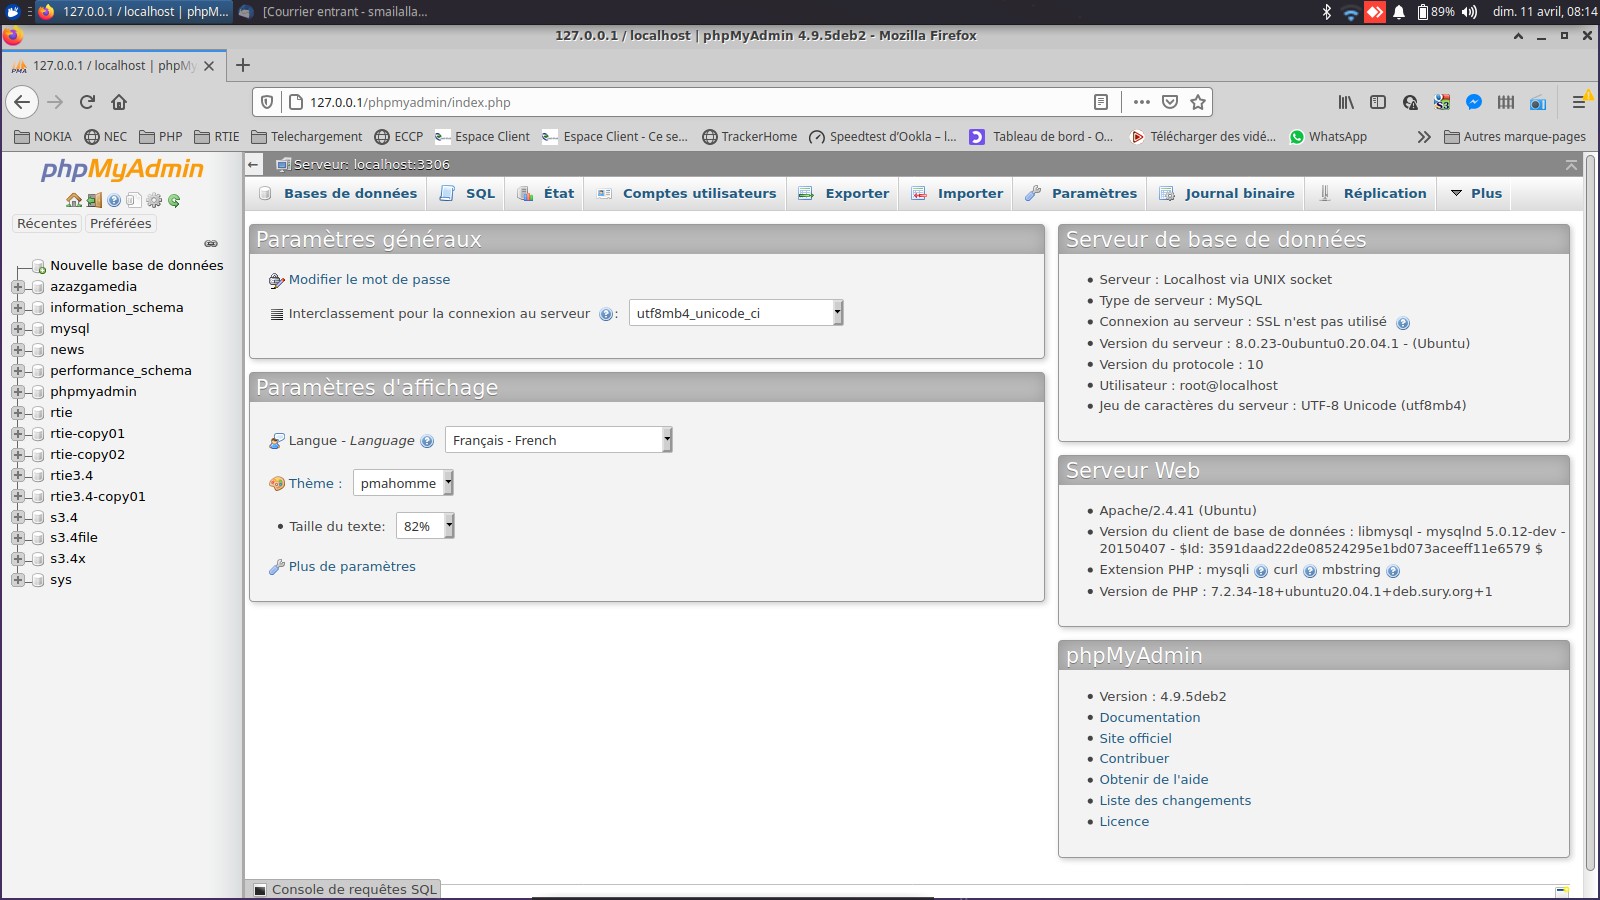 127.0.0.1 / localhost | phpM...
[Courrier entrant - smailalla...
89%
dim. 11 avril, 08:14
127.0.0.1 / localhost | phpMyAdmin 4.9.5deb2 - Mozilla Firefox
127.0.0.1 / localhost | phpMy
127.0.0.1/phpmyadmin/index.php
NOKIA
NEC
PHP
RTIE
Telechargement
ECCP
Espace Client
Espace Client - Ce se...
TrackerHome
Speedtest d’Ookla – l...
Tableau de bord - O...
Télécharger des vidé...
WhatsApp
Autres marque-pages
phpMyAdmin
Récentes
Préférées
Nouvelle base de données
azazgamedia
information_schema
mysql
news
performance_schema
phpmyadmin
rtie
rtie-copy01
rtie-copy02
rtie3.4
rtie3.4-copy01
s3.4
s3.4file
s3.4x
sys
Serveur: localhost:3306
Bases de données
SQL
État
Comptes utilisateurs
Exporter
Importer
Paramètres
Journal binaire
Réplication
Plus
Paramètres généraux
Modifier le mot de passe
Interclassement pour la connexion au serveur : utf8mb4_unicode_ci
Paramètres d'affichage
Langue - Language Français - French
Thème : pmahomme
Taille du texte: 82%
Plus de paramètres
Serveur de base de données
Serveur : Localhost via UNIX socket
Type de serveur : MySQL
Connexion au serveur : SSL n'est pas utilisé
Version du serveur : 8.0.23-0ubuntu0.20.04.1 - (Ubuntu)
Version du protocole : 10
Utilisateur : root@localhost
Jeu de caractères du serveur : UTF-8 Unicode (utf8mb4)
Serveur Web
Apache/2.4.41 (Ubuntu)
Version du client de base de données : libmysql - mysqlnd 5.0.12-dev -
20150407 - $Id: 3591daad22de08524295e1bd073aceeff11e6579 $
Extension PHP : mysqli curl mbstring
Version de PHP : 7.2.34-18+ubuntu20.04.1+deb.sury.org+1
phpMyAdmin
Version : 4.9.5deb2
Documentation
Site officiel
Contribuer
Obtenir de l'aide
Liste des changements
Licence
Console de requêtes SQL